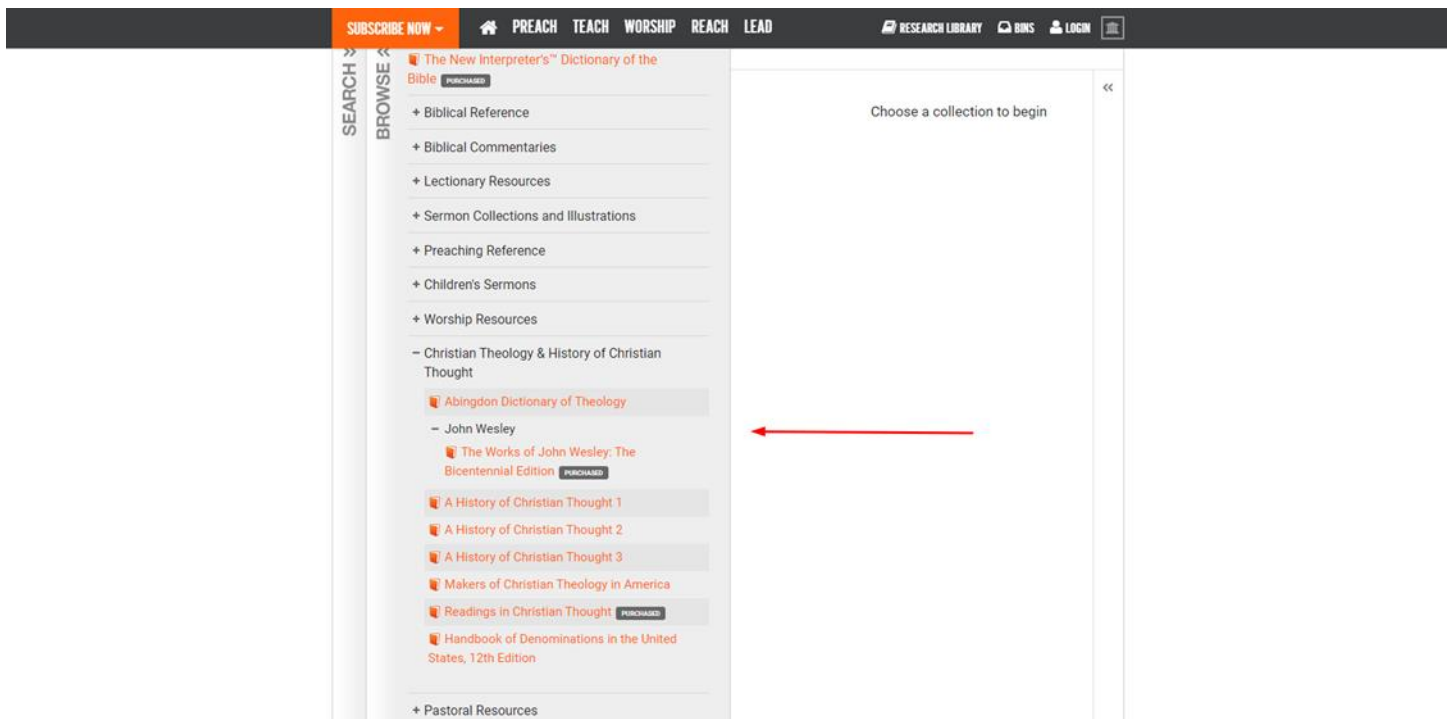 SUBSCRIBE NOW PREACH TEACH WORSHIP REACH LEAD RESEARCH LIBRARY BINS LOGIN
SEARCH >>
BROWSE <<
The New Interpreter's™ Dictionary of the
Bible PURCHASED
+ Biblical Reference
+ Biblical Commentaries
+ Lectionary Resources
+ Sermon Collections and Illustrations
+ Preaching Reference
+ Children's Sermons
+ Worship Resources
− Christian Theology & History of Christian
Thought
Abingdon Dictionary of Theology
− John Wesley
The Works of John Wesley: The
Bicentennial Edition PURCHASED
A History of Christian Thought 1
A History of Christian Thought 2
A History of Christian Thought 3
Makers of Christian Theology in America
Readings in Christian Thought PURCHASED
Handbook of Denominations in the United
States, 12th Edition
+ Pastoral Resources
Choose a collection to begin
<<